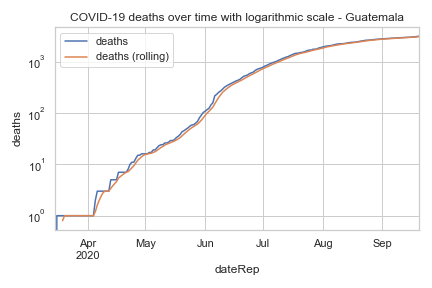 COVID-19 deaths over time with logarithmic scale - Guatemala
deaths
deaths (rolling)
10³
10²
10¹
10⁰
deaths
Apr
2020
May
Jun
Jul
Aug
Sep
dateRep